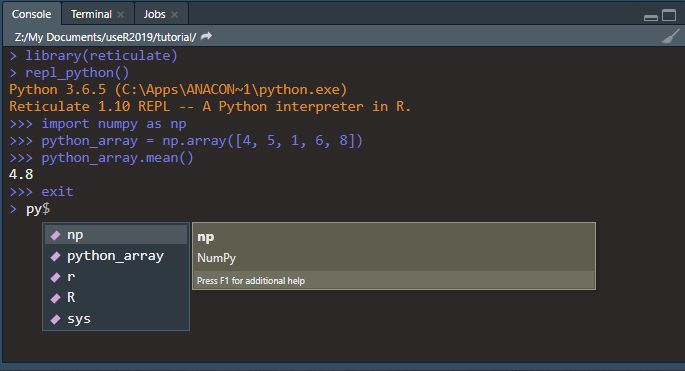 Console Terminal × Jobs ×
Z:/My Documents/useR2019/tutorial/
> library(reticulate)
> repl_python()
Python 3.6.5 (C:\Apps\ANACON~1\python.exe)
Reticulate 1.10 REPL -- A Python interpreter in R.
>>> import numpy as np
>>> python_array = np.array([4, 5, 1, 6, 8])
>>> python_array.mean()
4.8
>>> exit
> py$
np
python_array
r
R
sys
np
NumPy
Press F1 for additional help